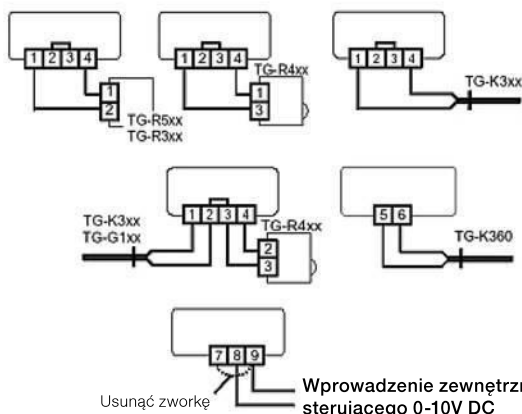 1 2 3 4
1
2
TG-R5xx
TG-R3xx
1 2 3 4
TG-R4xx
1
3
1 2 3 4
TG-K3xx
TG-K3xx
TG-G1xx
1 2 3 4
TG-R4xx
2
3
5 6
TG-K360
7 8 9
Usunąć zworkę
Wprowadzenie zewnętrzn
sterującego 0-10V DC